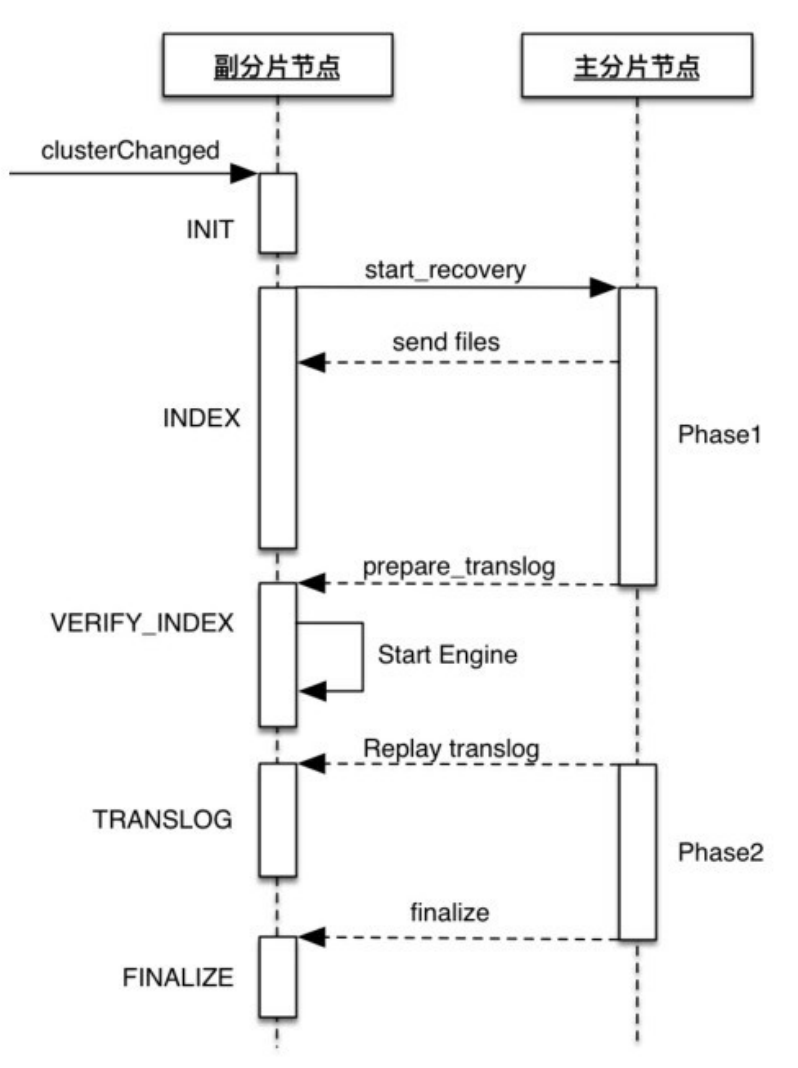 副分片节点
主分片节点
clusterChanged
INIT
start_recovery
send files
INDEX
Phase1
prepare_translog
VERIFY_INDEX
Start Engine
Replay translog
TRANSLOG
Phase2
finalize
FINALIZE